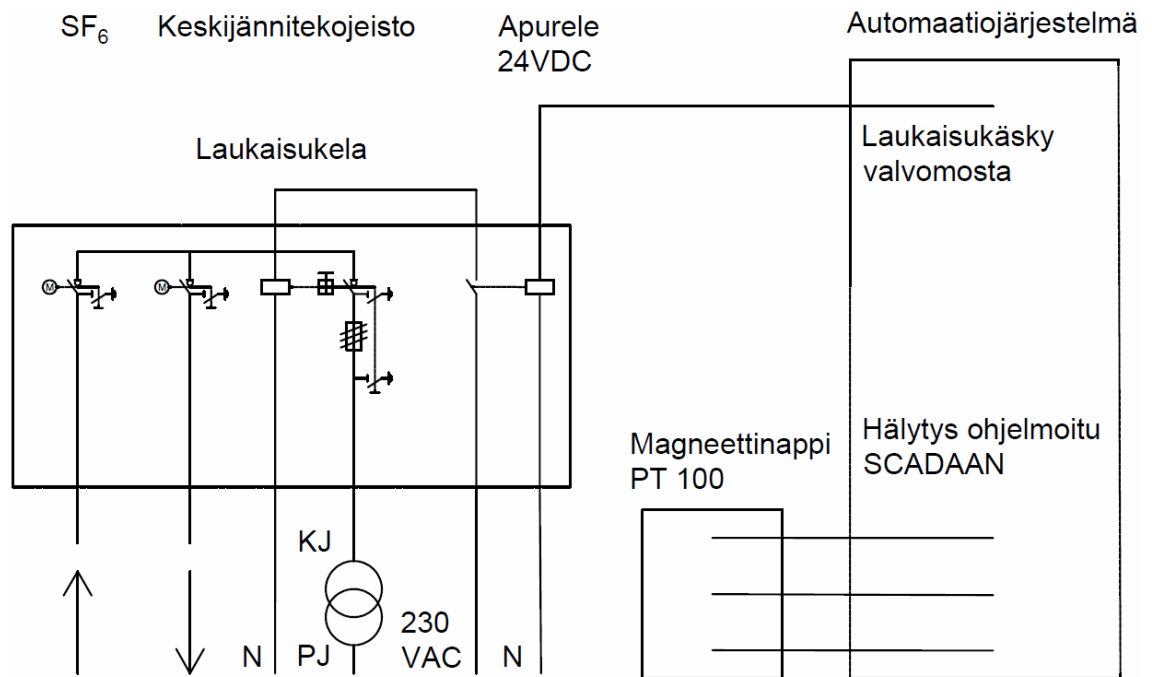 SF₆ Keskijännitekojeisto Apurele Automaatiojärjestelmä
24VDC
Laukaisukela
Laukaisukäsky
valvomosta
M M
Magneettinappi
PT 100
Hälytys ohjelmoitu
SCADAAN
KJ
230
N PJ VAC N